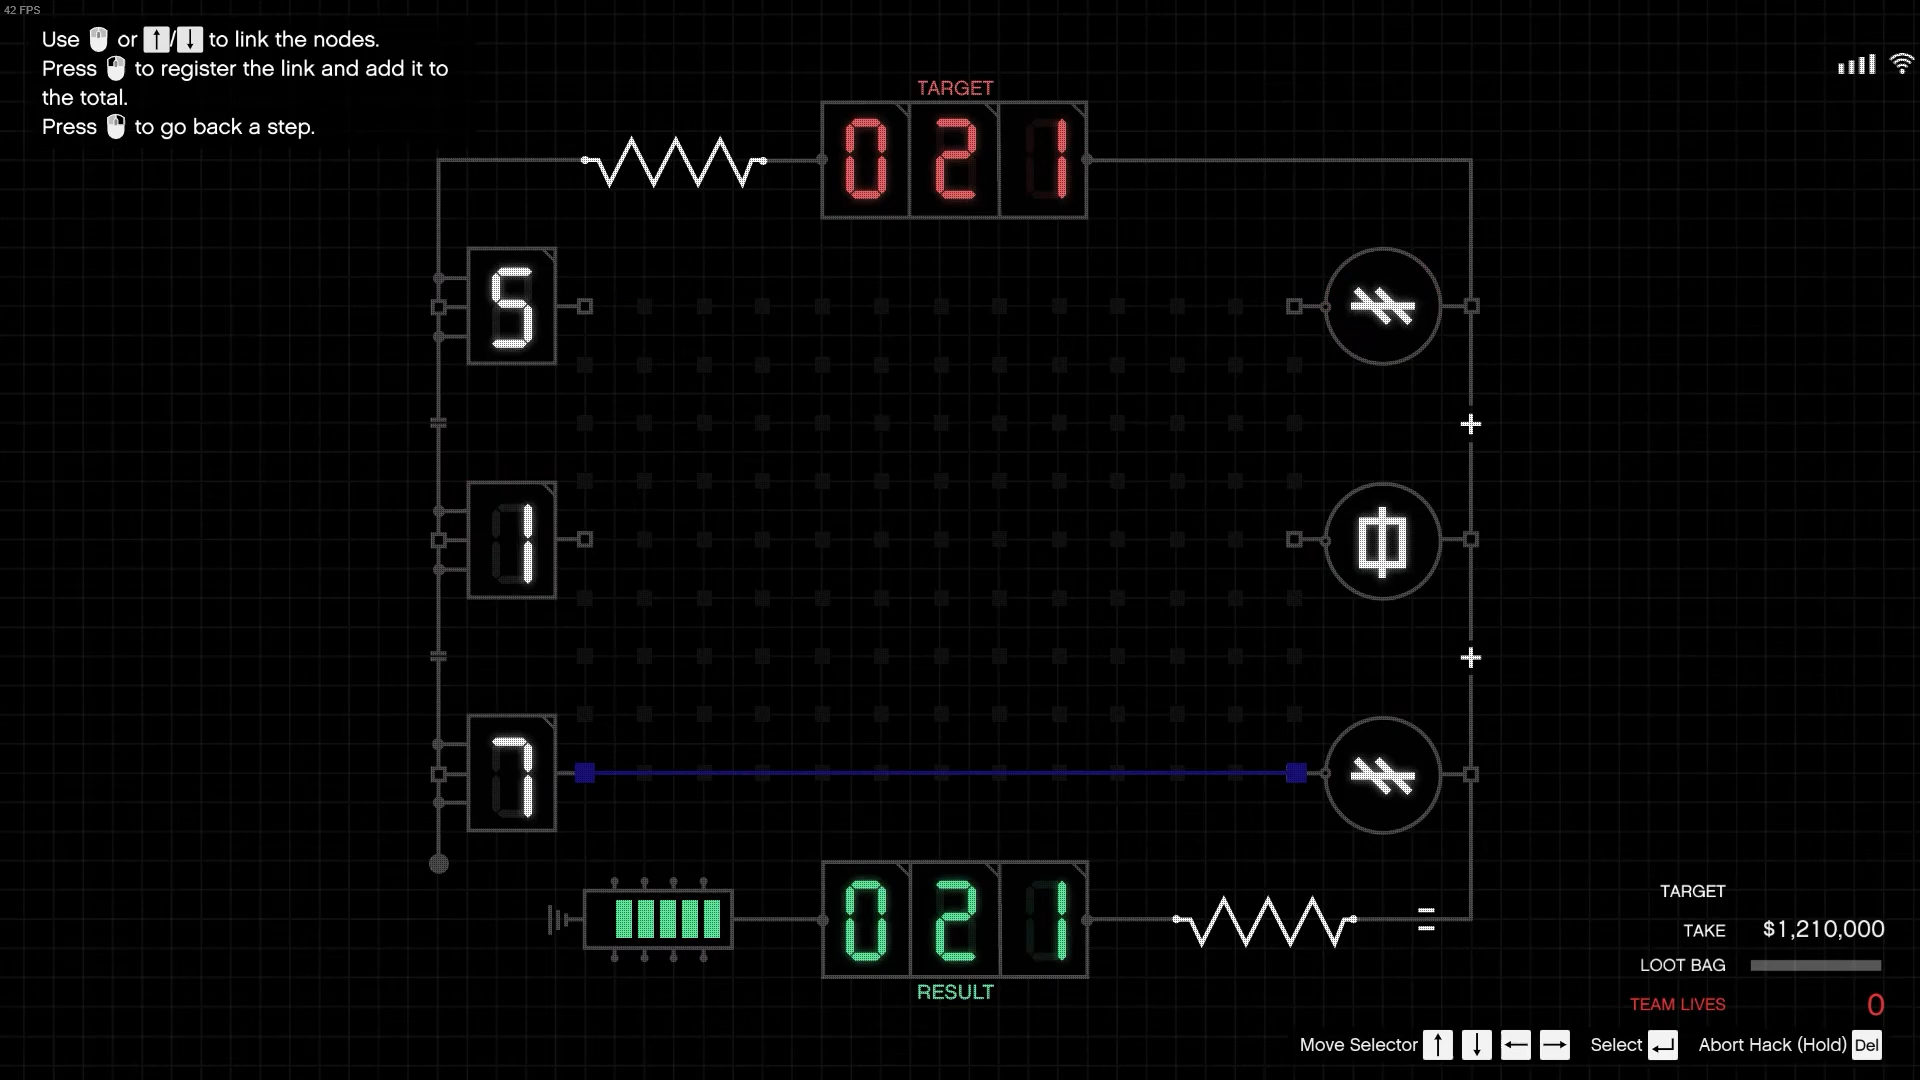 42 FPS
Use or ↑/↓ to link the nodes.
Press to register the link and add it to
the total.
Press to go back a step.
TARGET
021
5
+
1
+
7
=
021
RESULT
TARGET
TAKE $1,210,000
LOOT BAG
TEAM LIVES 0
Move Selector ↑ ↓ ← → Select ↵ Abort Hack (Hold) Del